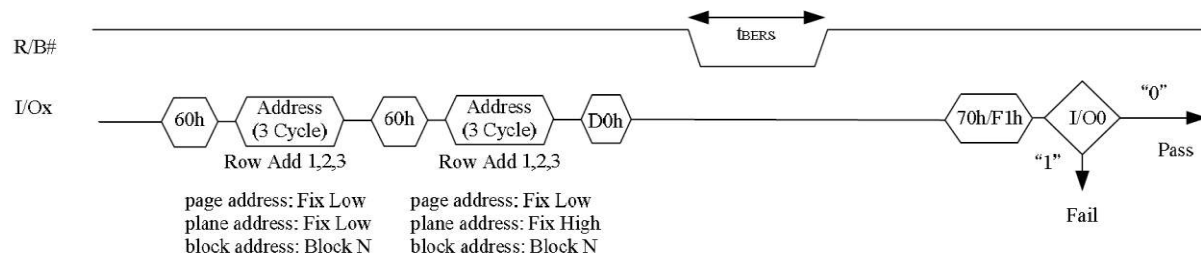 R/B#
tBERS
I/Ox
60h
Address
(3 Cycle)
60h
Address
(3 Cycle)
D0h
70h/F1h
I/O0
“0”
Row Add 1,2,3
Row Add 1,2,3
“1”
Pass
page address: Fix Low
plane address: Fix Low
block address: Block N
page address: Fix Low
plane address: Fix High
block address: Block N
Fail